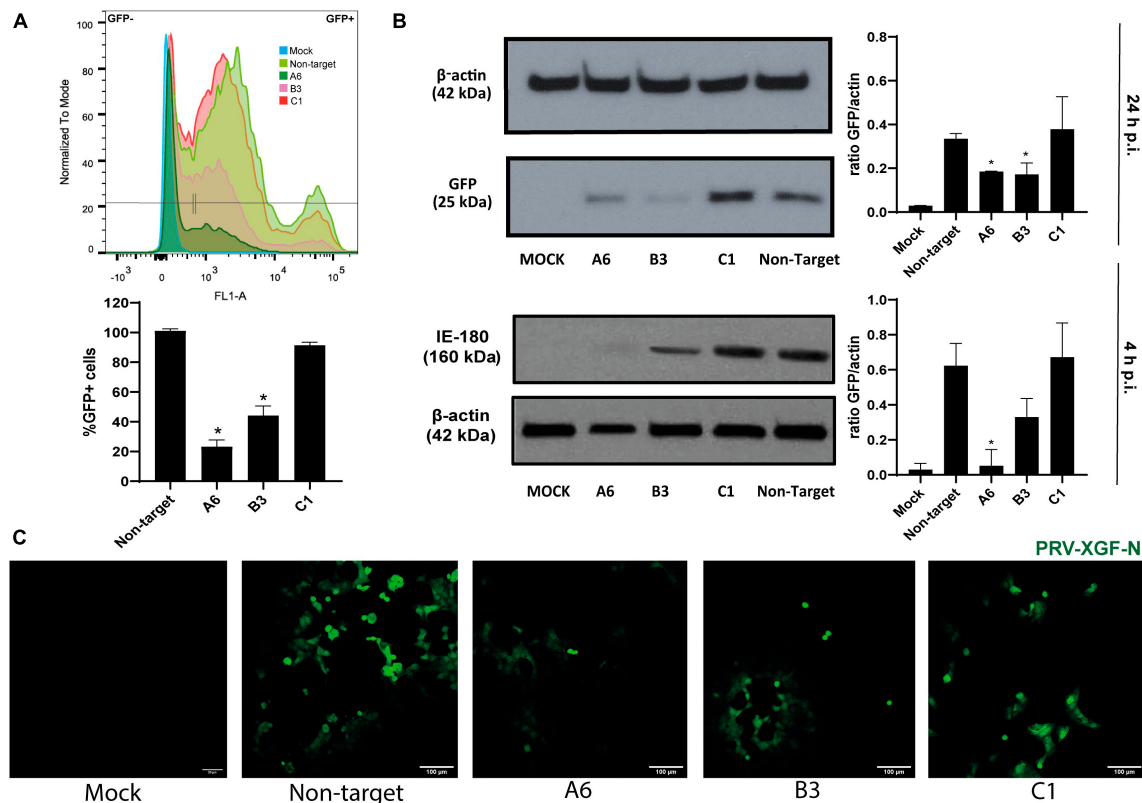 A
GFP-
GFP+
Mock
Non-target
A6
B3
C1
Normalized To Mode
100
80
60
40
20
0
-10³
0
10³
10⁴
10⁵
FL1-A
%GFP+ cells
120
100
80
60
40
20
0
*
*
Non-target
A6
B3
C1
B
β-actin
(42 kDa)
GFP
(25 kDa)
MOCK A6 B3 C1 Non-Target
ratio GFP/actin
0.8
0.6
0.4
0.2
0.0
*
*
Mock
Non-target
A6
B3
C1
24 h p.i.
IE-180
(160 kDa)
β-actin
(42 kDa)
MOCK A6 B3 C1 Non-Target
ratio GFP/actin
1.0
0.8
0.6
0.4
0.2
0.0
*
Mock
Non-target
A6
B3
C1
4 h p.i.
C
PRV-XGF-N
100 µm
100 µm
100 µm
100 µm
Mock
Non-target
A6
B3
C1